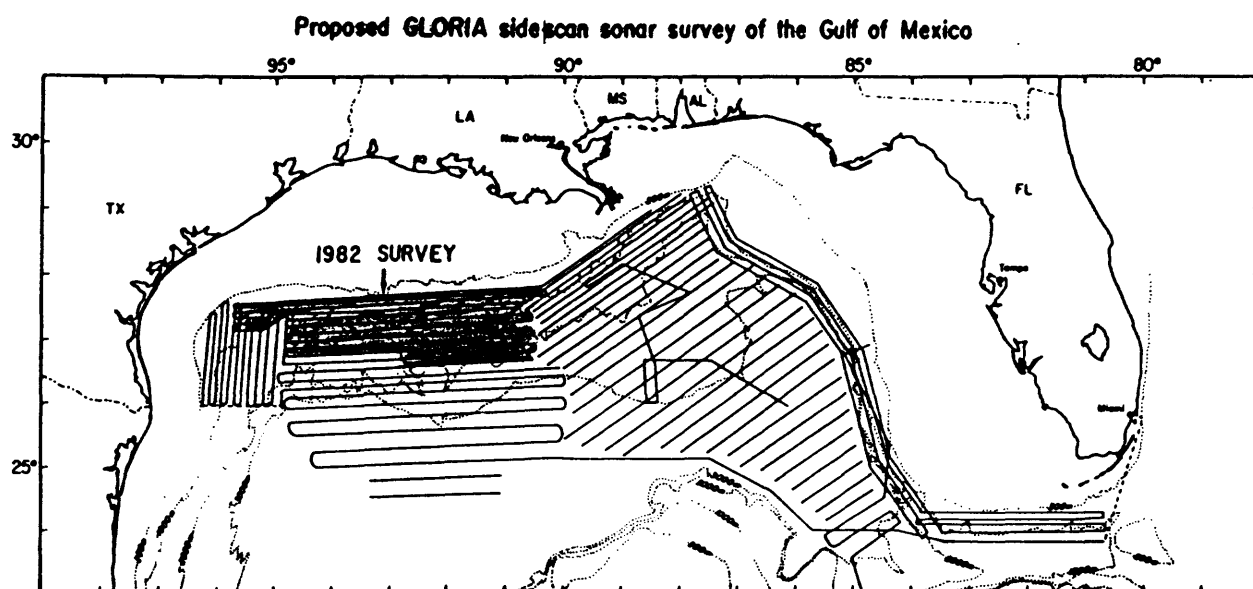 Proposed GLORIA sidescan sonar survey of the Gulf of Mexico
95° 90° 85° 80°
MS AL
LA
30°
New Orleans
TX
FL
1982 SURVEY
Tampa
Miami
25°